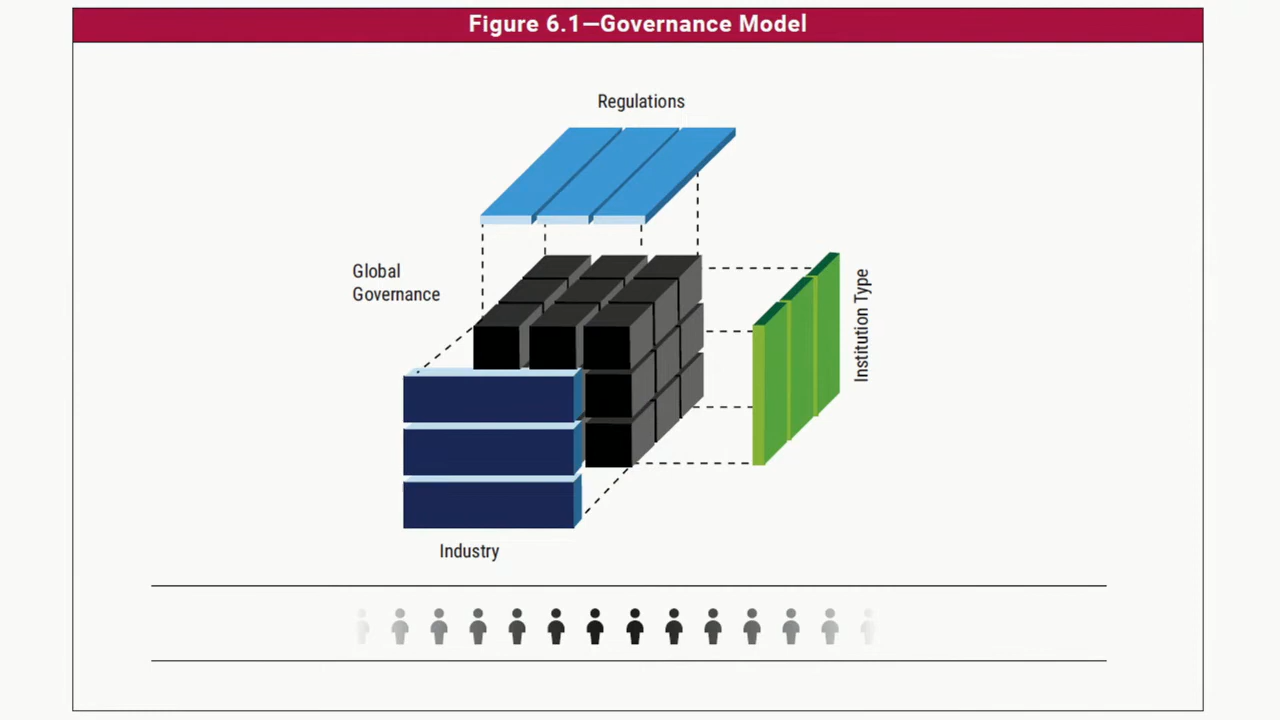 Figure 6.1—Governance Model
Regulations
Global
Governance
Institution Type
Industry